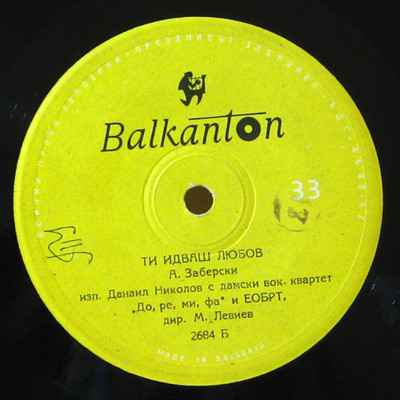 Balkanton
33
ТИ ИДВАШ ЛЮБОВ
А. Заберски
изп. Данаил Николов с дамски вок. квартет
„До, ре, ми, фа" и ЕОБРТ,
дир. М. Левиев
2684 Б
MADE IN BULGARIA